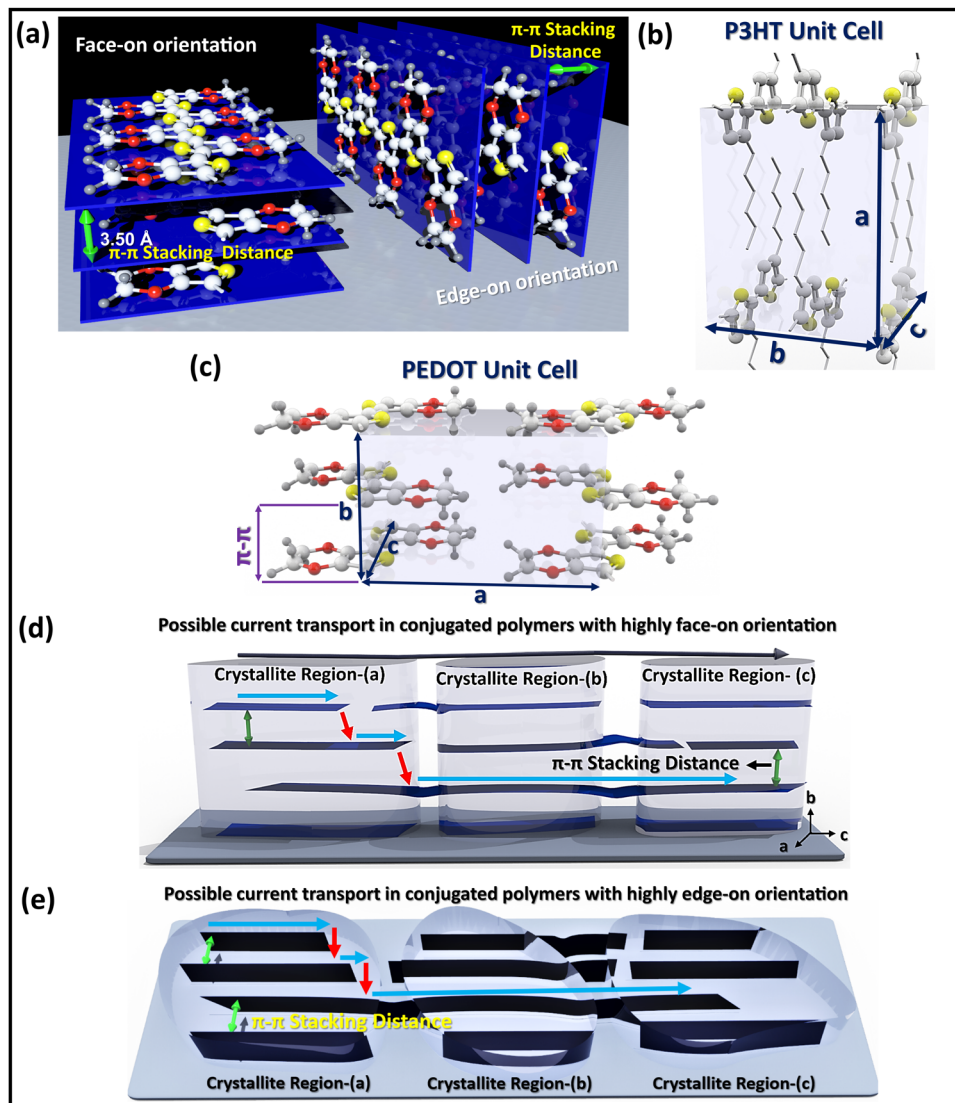 (a)
Face-on orientation
π-π Stacking
Distance
3.50 Å
π-π Stacking Distance
Edge-on orientation
(b)
P3HT Unit Cell
a
b
c
(c)
PEDOT Unit Cell
b
π-π
c
a
(d)
Possible current transport in conjugated polymers with highly face-on orientation
Crystallite Region-(a)
Crystallite Region-(b)
Crystallite Region- (c)
π-π Stacking
Distance
b
c
a
(e)
Possible current transport in conjugated polymers with highly edge-on orientation
π-π Stacking Distance
Crystallite Region-(a)
Crystallite Region-(b)
Crystallite Region-(c)